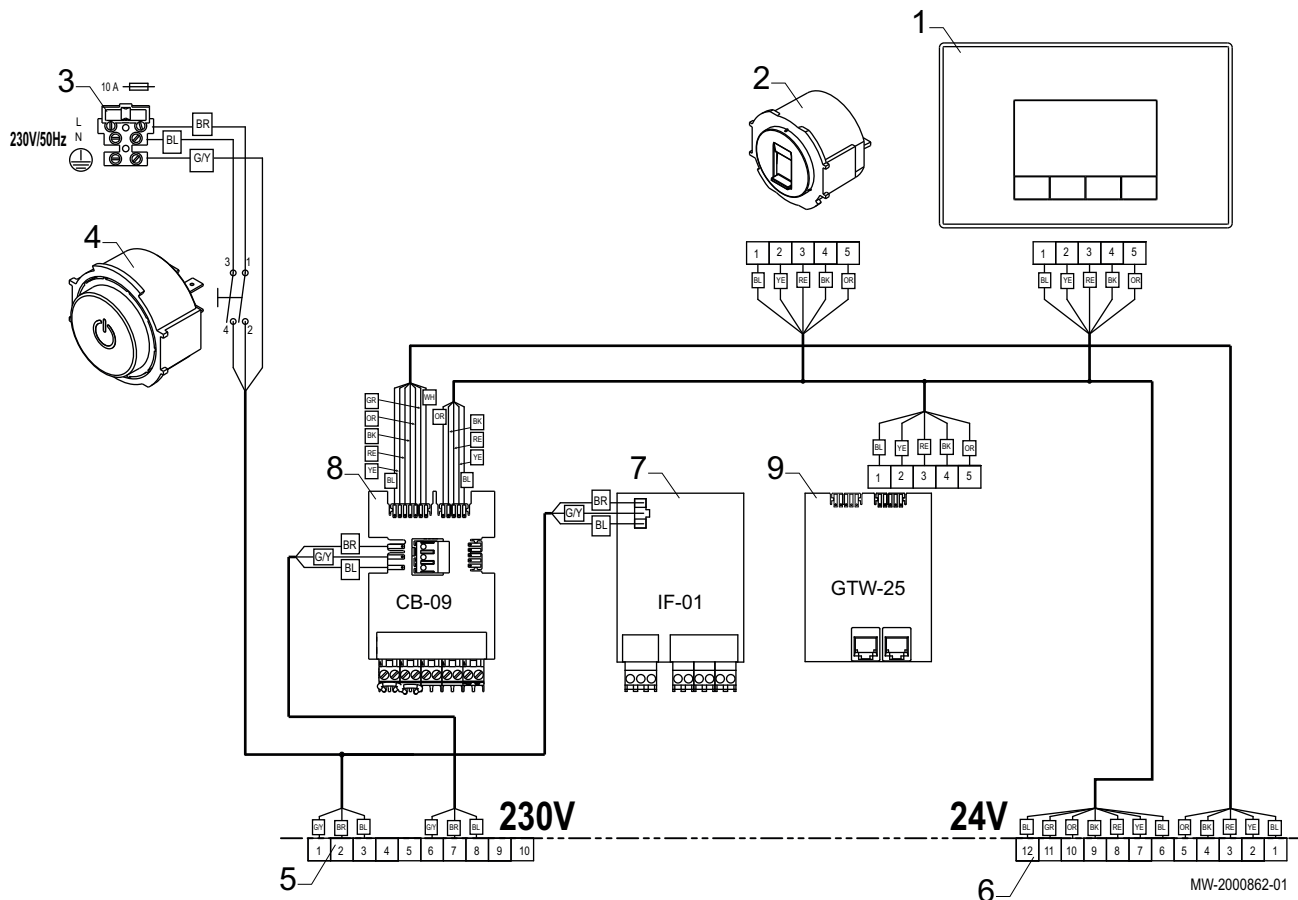 1
2
3
10 A
L
N
230V/50Hz
BR
BL
G/Y
4
3 1
4 2
1 2 3 4 5
BL YE RE BK OR
1 2 3 4 5
BL YE RE BK OR
GR
OR
BK
RE
YE
BL
WH
OR
BK
RE
YE
BL
8
7
9
BL YE RE BK OR
1 2 3 4 5
BR
G/Y
BL
BR
G/Y
BL
CB-09
IF-01
GTW-25
230V
24V
G/Y BR BL G/Y BR BL
BL GR OR BK RE YE BL OR BK RE YE BL
1 2 3 4 5 6 7 8 9 10
12 11 10 9 8 7 6 5 4 3 2 1
5
6
MW-2000862-01